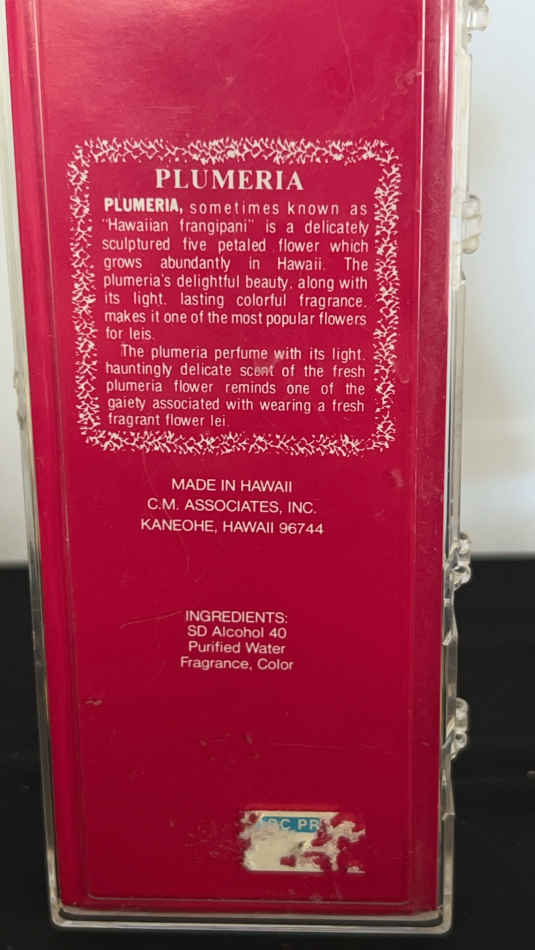 PLUMERIA
PLUMERIA, sometimes known as
"Hawaiian frangipani" is a delicately
sculptured five petaled flower which
grows abundantly in Hawaii. The
plumeria's delightful beauty, along with
its light, lasting colorful fragrance,
makes it one of the most popular flowers
for leis.
The plumeria perfume with its light,
hauntingly delicate scent of the fresh
plumeria flower reminds one of the
gaiety associated with wearing a fresh
fragrant flower lei.
MADE IN HAWAII
C.M. ASSOCIATES, INC.
KANEOHE, HAWAII 96744
INGREDIENTS:
SD Alcohol 40
Purified Water
Fragrance, Color